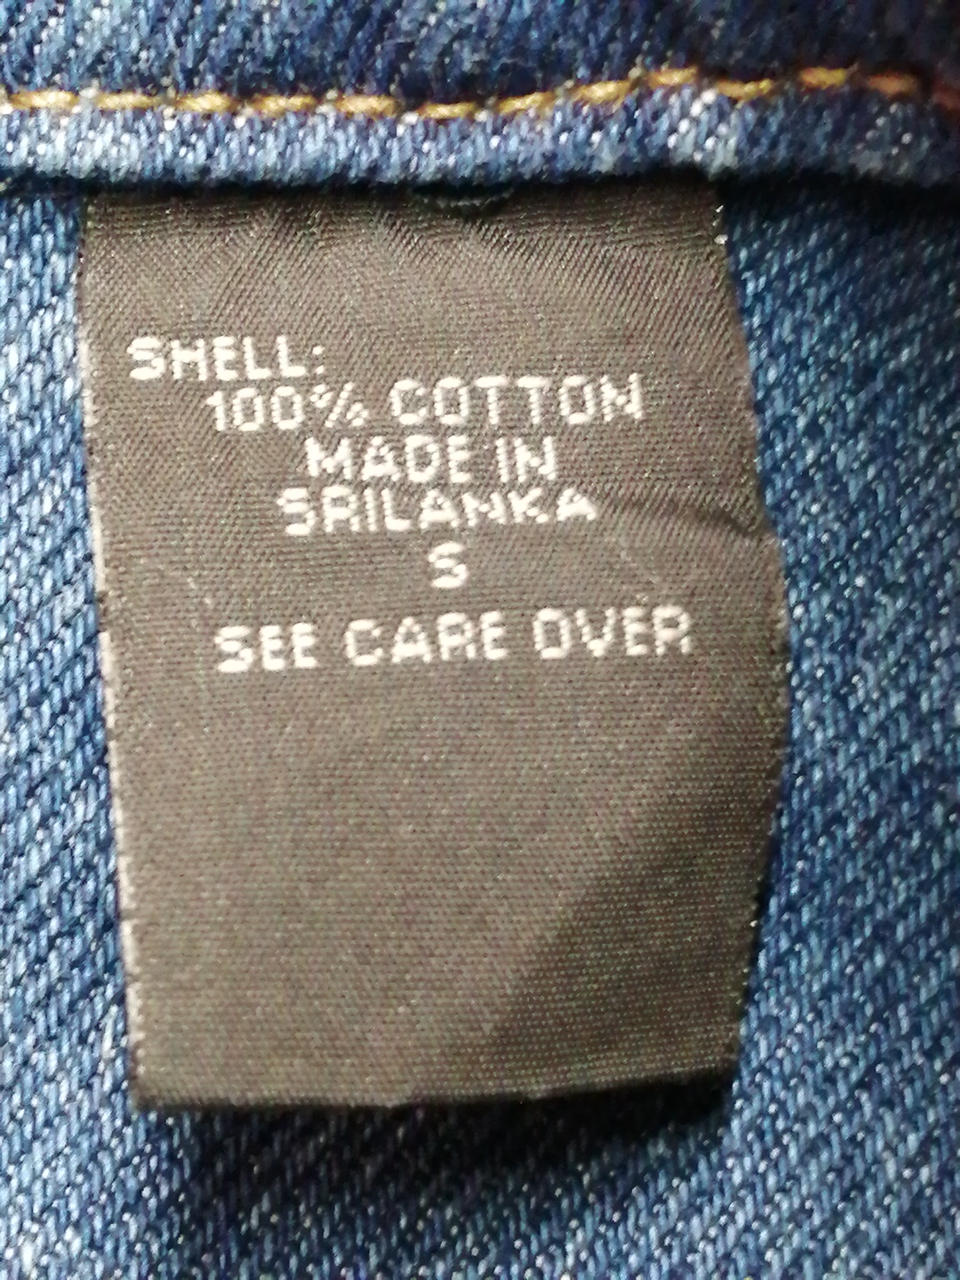 SHELL:
100% COTTON
MADE IN
SRILANKA
S
SEE CARE OVER